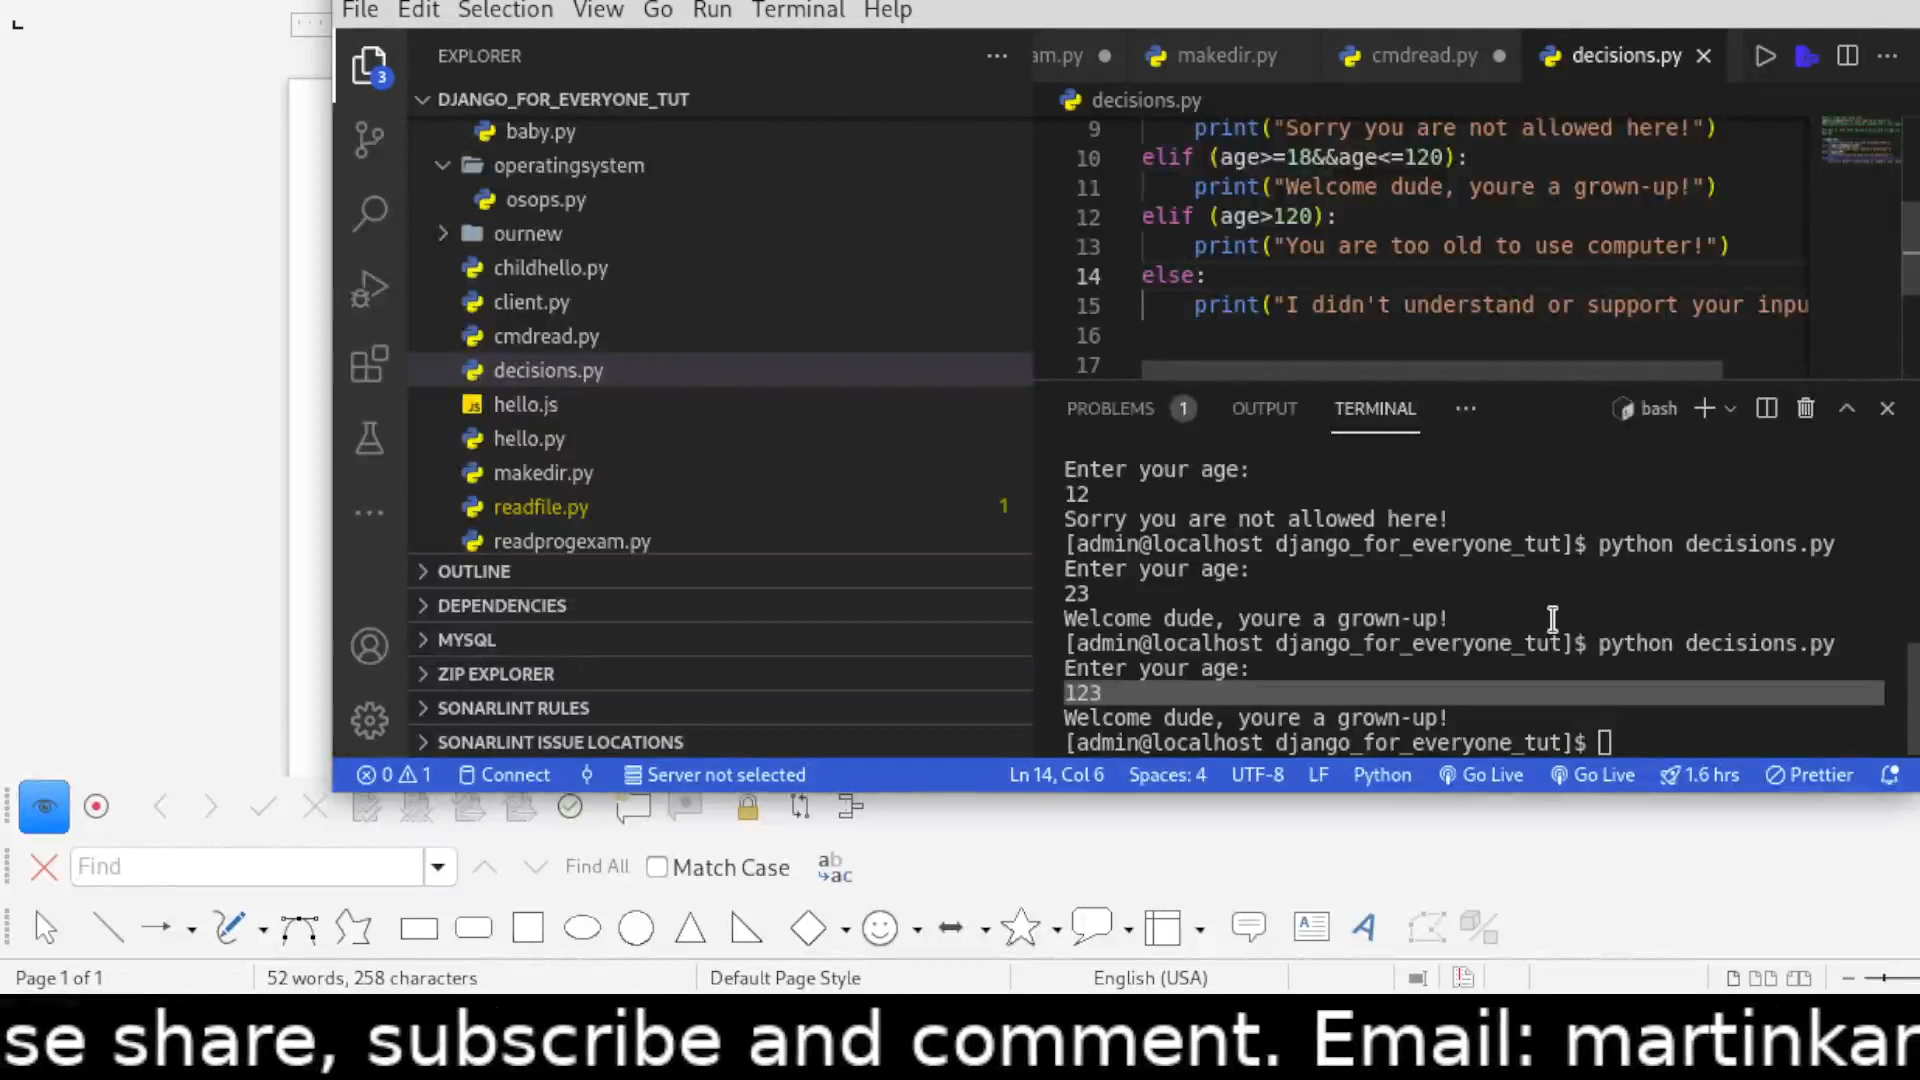 File Edit Selection View Go Run Terminal Help
EXPLORER
am.py makedir.py cmdread.py decisions.py
3
DJANGO_FOR_EVERYONE_TUT
decisions.py
baby.py
operatingsystem
osops.py
ournew
childhello.py
client.py
cmdread.py
decisions.py
JS hello.js
hello.py
makedir.py
readfile.py 1
readprogexam.py
OUTLINE
DEPENDENCIES
MYSQL
ZIP EXPLORER
SONARLINT RULES
SONARLINT ISSUE LOCATIONS
9 print("Sorry you are not allowed here!")
10 elif (age>=18&&age<=120):
11 print("Welcome dude, youre a grown-up!")
12 elif (age>120):
13 print("You are too old to use computer!")
14 else:
15 print("I didn't understand or support your inpu
16
17
PROBLEMS 1 OUTPUT TERMINAL bash
Enter your age:
12
Sorry you are not allowed here!
[admin@localhost django_for_everyone_tut]$ python decisions.py
Enter your age:
23
Welcome dude, youre a grown-up!
[admin@localhost django_for_everyone_tut]$ python decisions.py
Enter your age:
123
Welcome dude, youre a grown-up!
[admin@localhost django_for_everyone_tut]$
0 1 Connect Server not selected Ln 14, Col 6 Spaces: 4 UTF-8 LF Python Go Live Go Live 1.6 hrs Prettier
Find Find All Match Case
Page 1 of 1 52 words, 258 characters Default Page Style English (USA)
se share, subscribe and comment. Email: martinkar